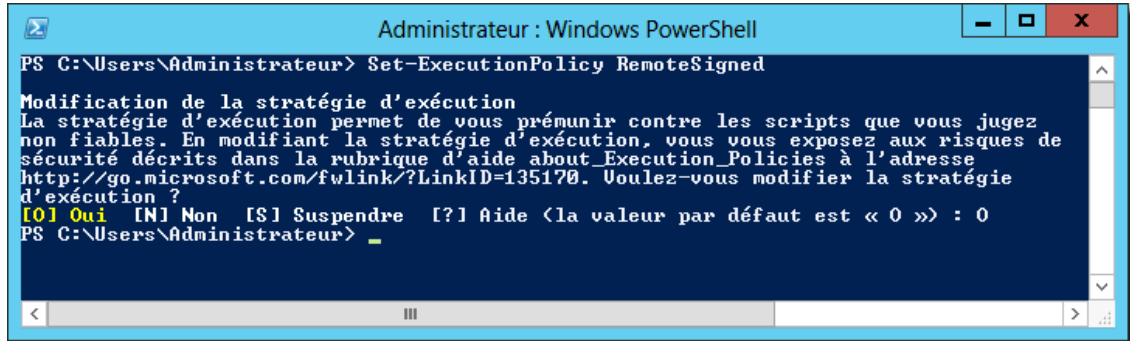 Administrateur : Windows PowerShell
PS C:\Users\Administrateur> Set-ExecutionPolicy RemoteSigned
Modification de la stratégie d'exécution
La stratégie d'exécution permet de vous prémunir contre les scripts que vous jugez
non fiables. En modifiant la stratégie d'exécution, vous vous exposez aux risques de
sécurité décrits dans la rubrique d'aide about_Execution_Policies à l'adresse
http://go.microsoft.com/fwlink/?LinkID=135170. Voulez-vous modifier la stratégie
d'exécution ?
[O] Oui  [N] Non  [S] Suspendre  [?] Aide (la valeur par défaut est « O ») : O
PS C:\Users\Administrateur> _